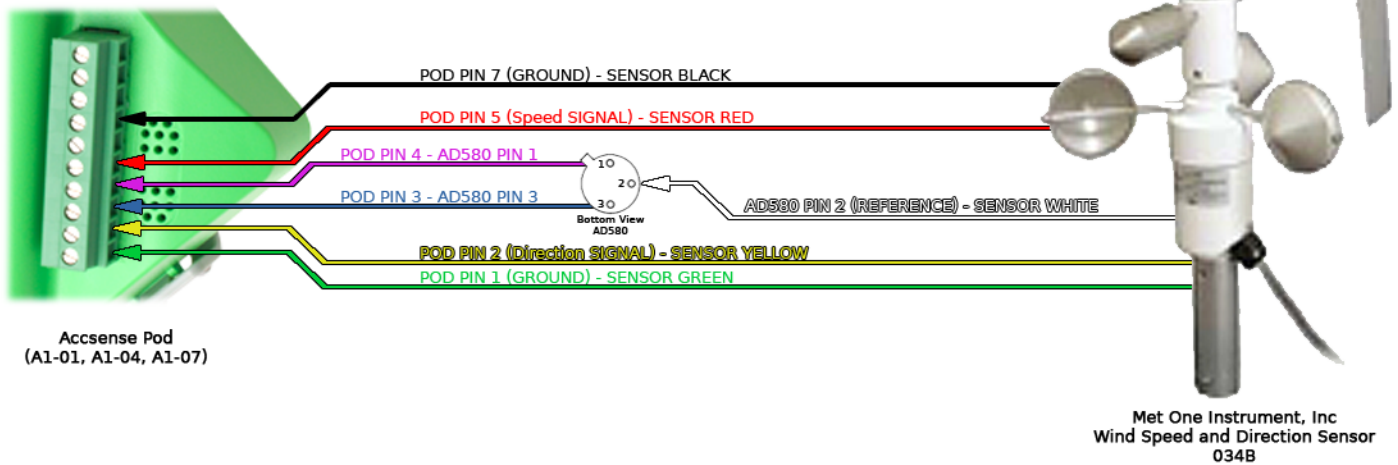 POD PIN 7 (GROUND) - SENSOR BLACK
POD PIN 5 (Speed SIGNAL) - SENSOR RED
POD PIN 4 - AD580 PIN 1
1
2
POD PIN 3 - AD580 PIN 3
3
AD580 PIN 2 (REFERENCE) - SENSOR WHITE
Bottom View
AD580
POD PIN 2 (Direction SIGNAL) - SENSOR YELLOW
POD PIN 1 (GROUND) - SENSOR GREEN
Accsense Pod
(A1-01, A1-04, A1-07)
Met One Instrument, Inc
Wind Speed and Direction Sensor
034B